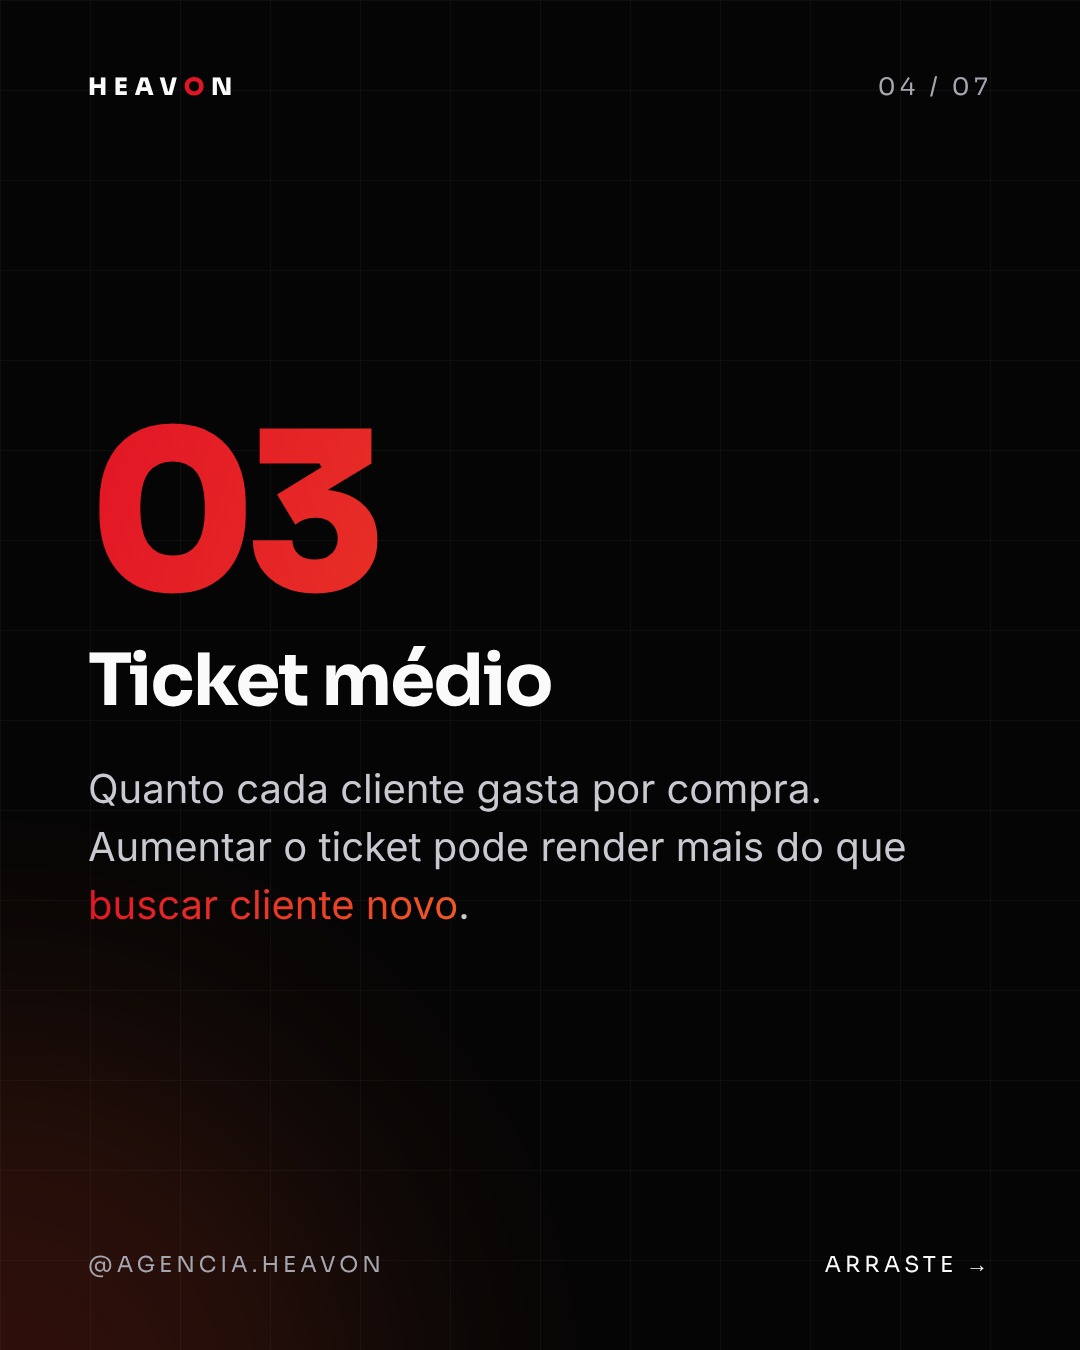 HEAVON
04 / 07
03
Ticket médio
Quanto cada cliente gasta por compra.
Aumentar o ticket pode render mais do que
buscar cliente novo.
@AGENCIA.HEAVON
ARRASTE →